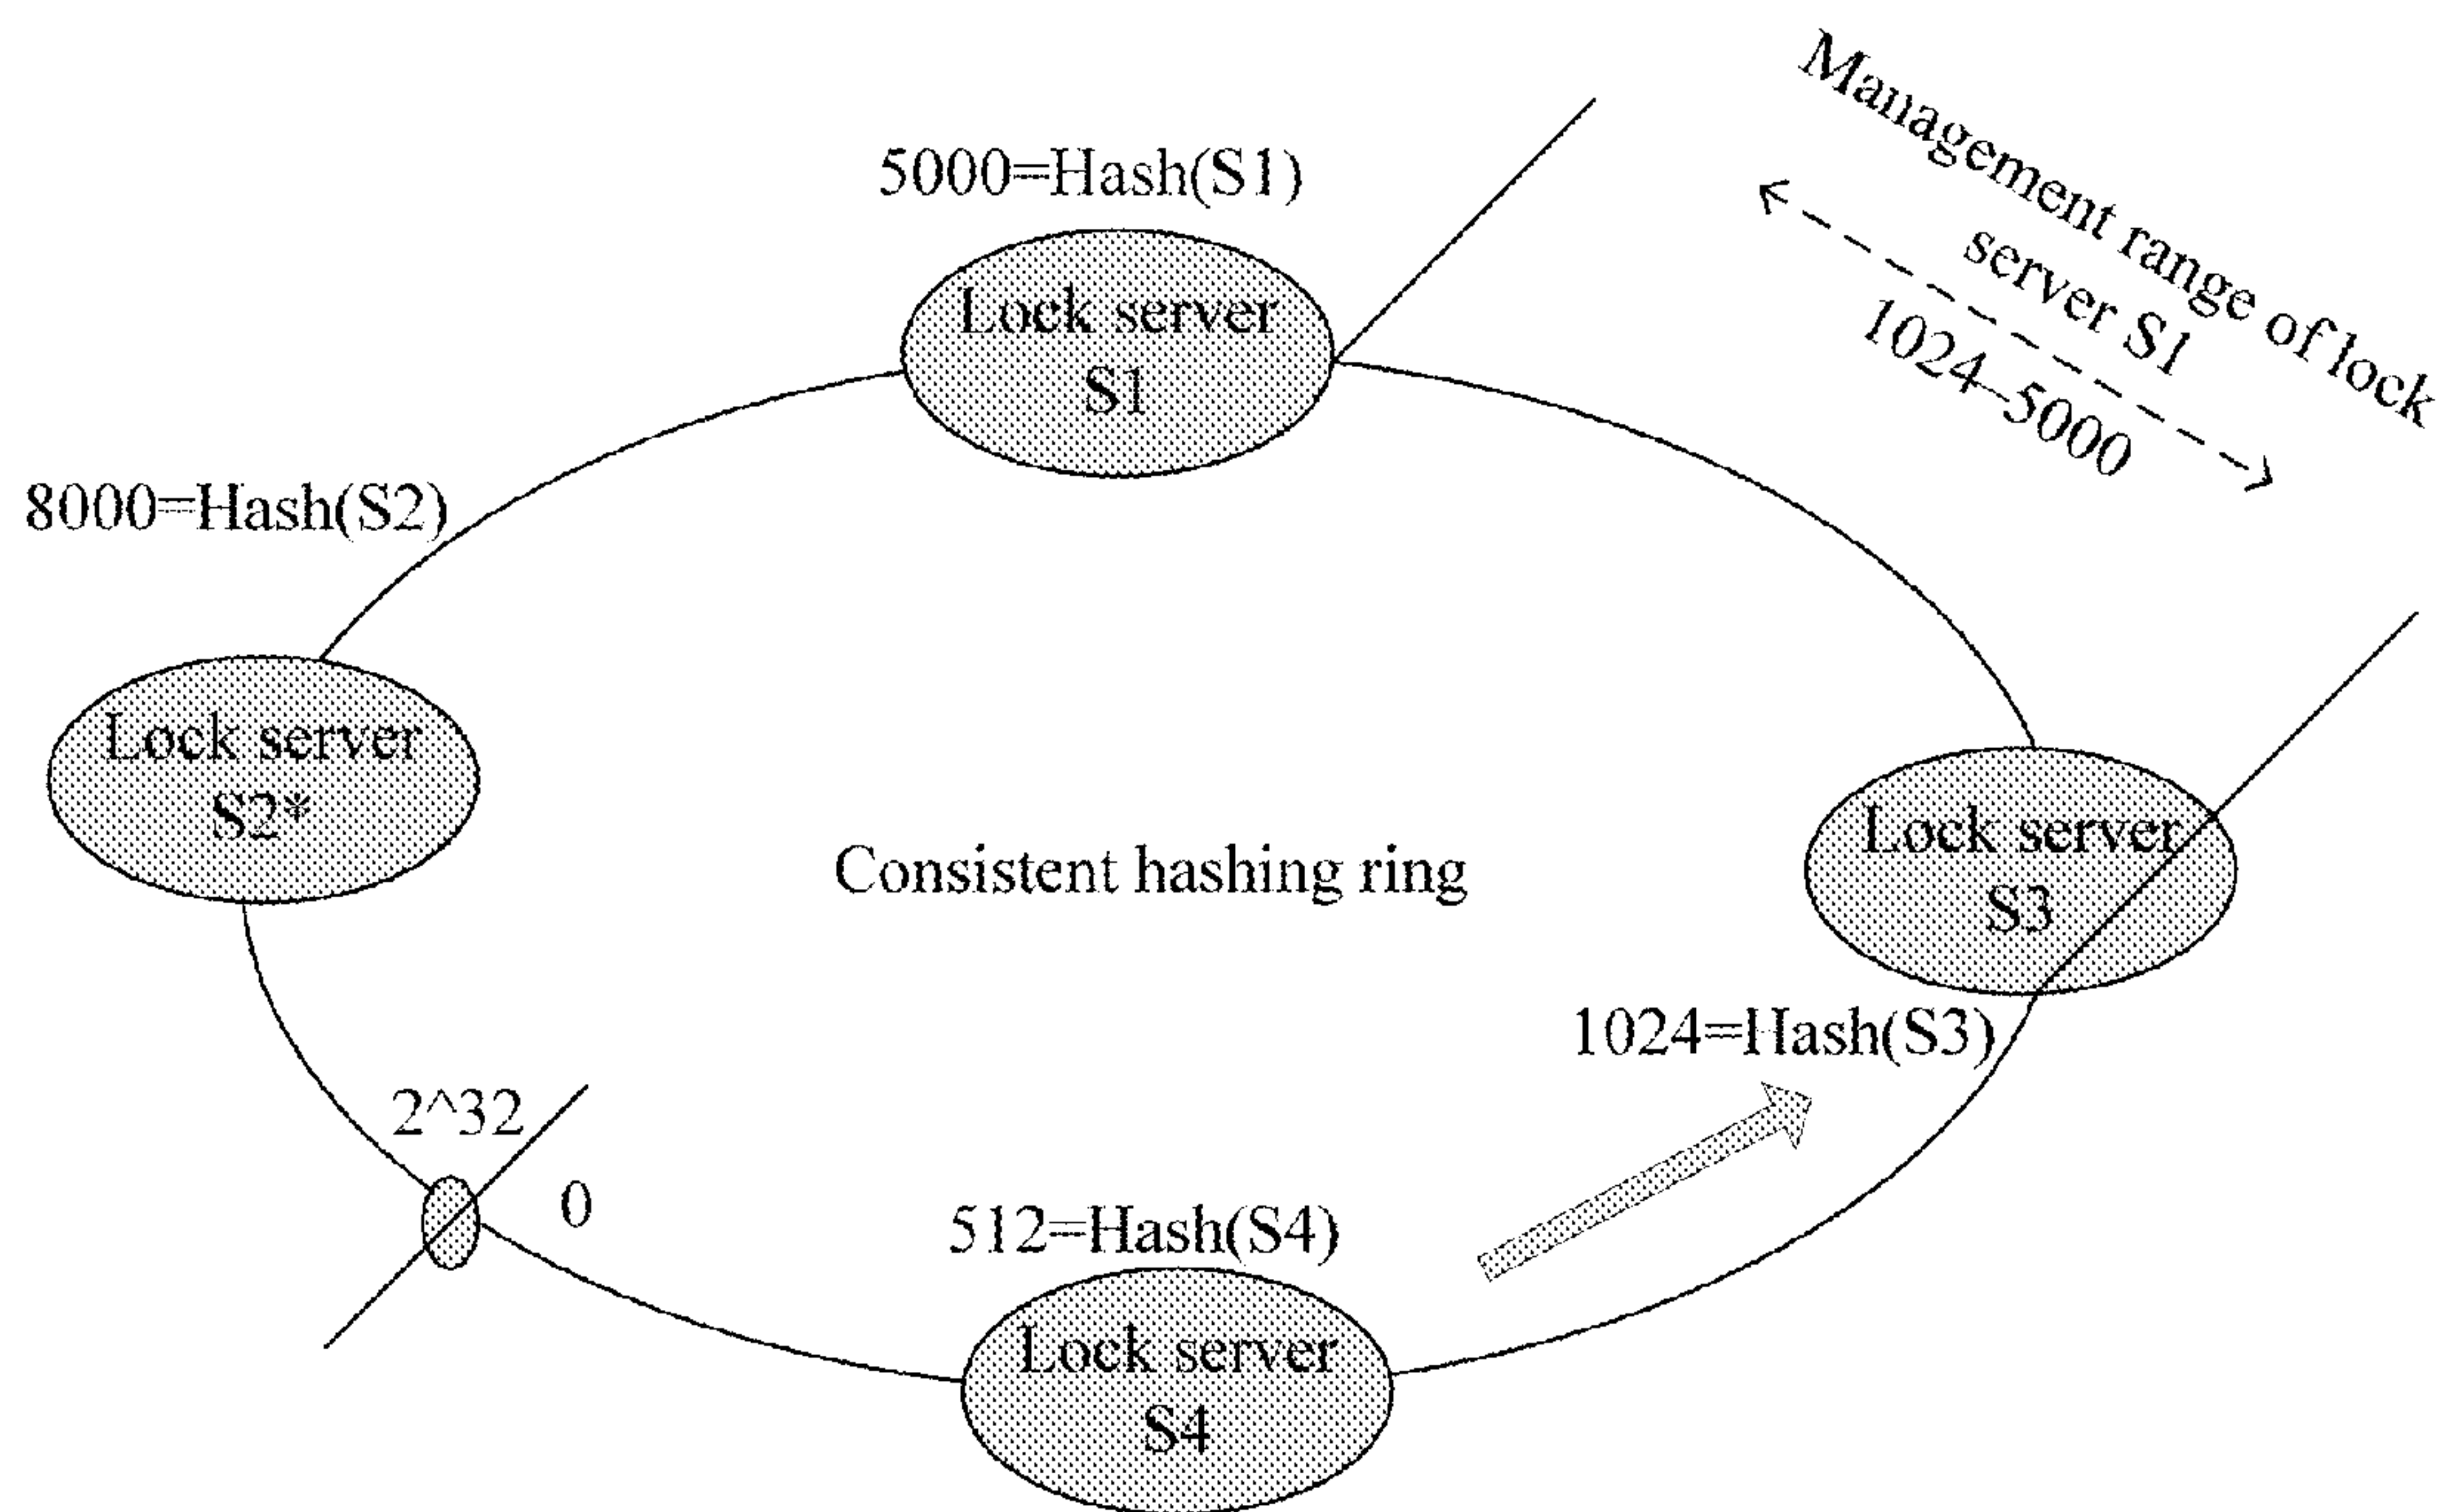 Management range of lock
server S1
1024-5000
5000=Hash(S1)
Lock server
S1
8000=Hash(S2)
Lock server
S2*
Consistent hashing ring
Lock server
S3
1024=Hash(S3)
2^32
0
512=Hash(S4)
Lock server
S4